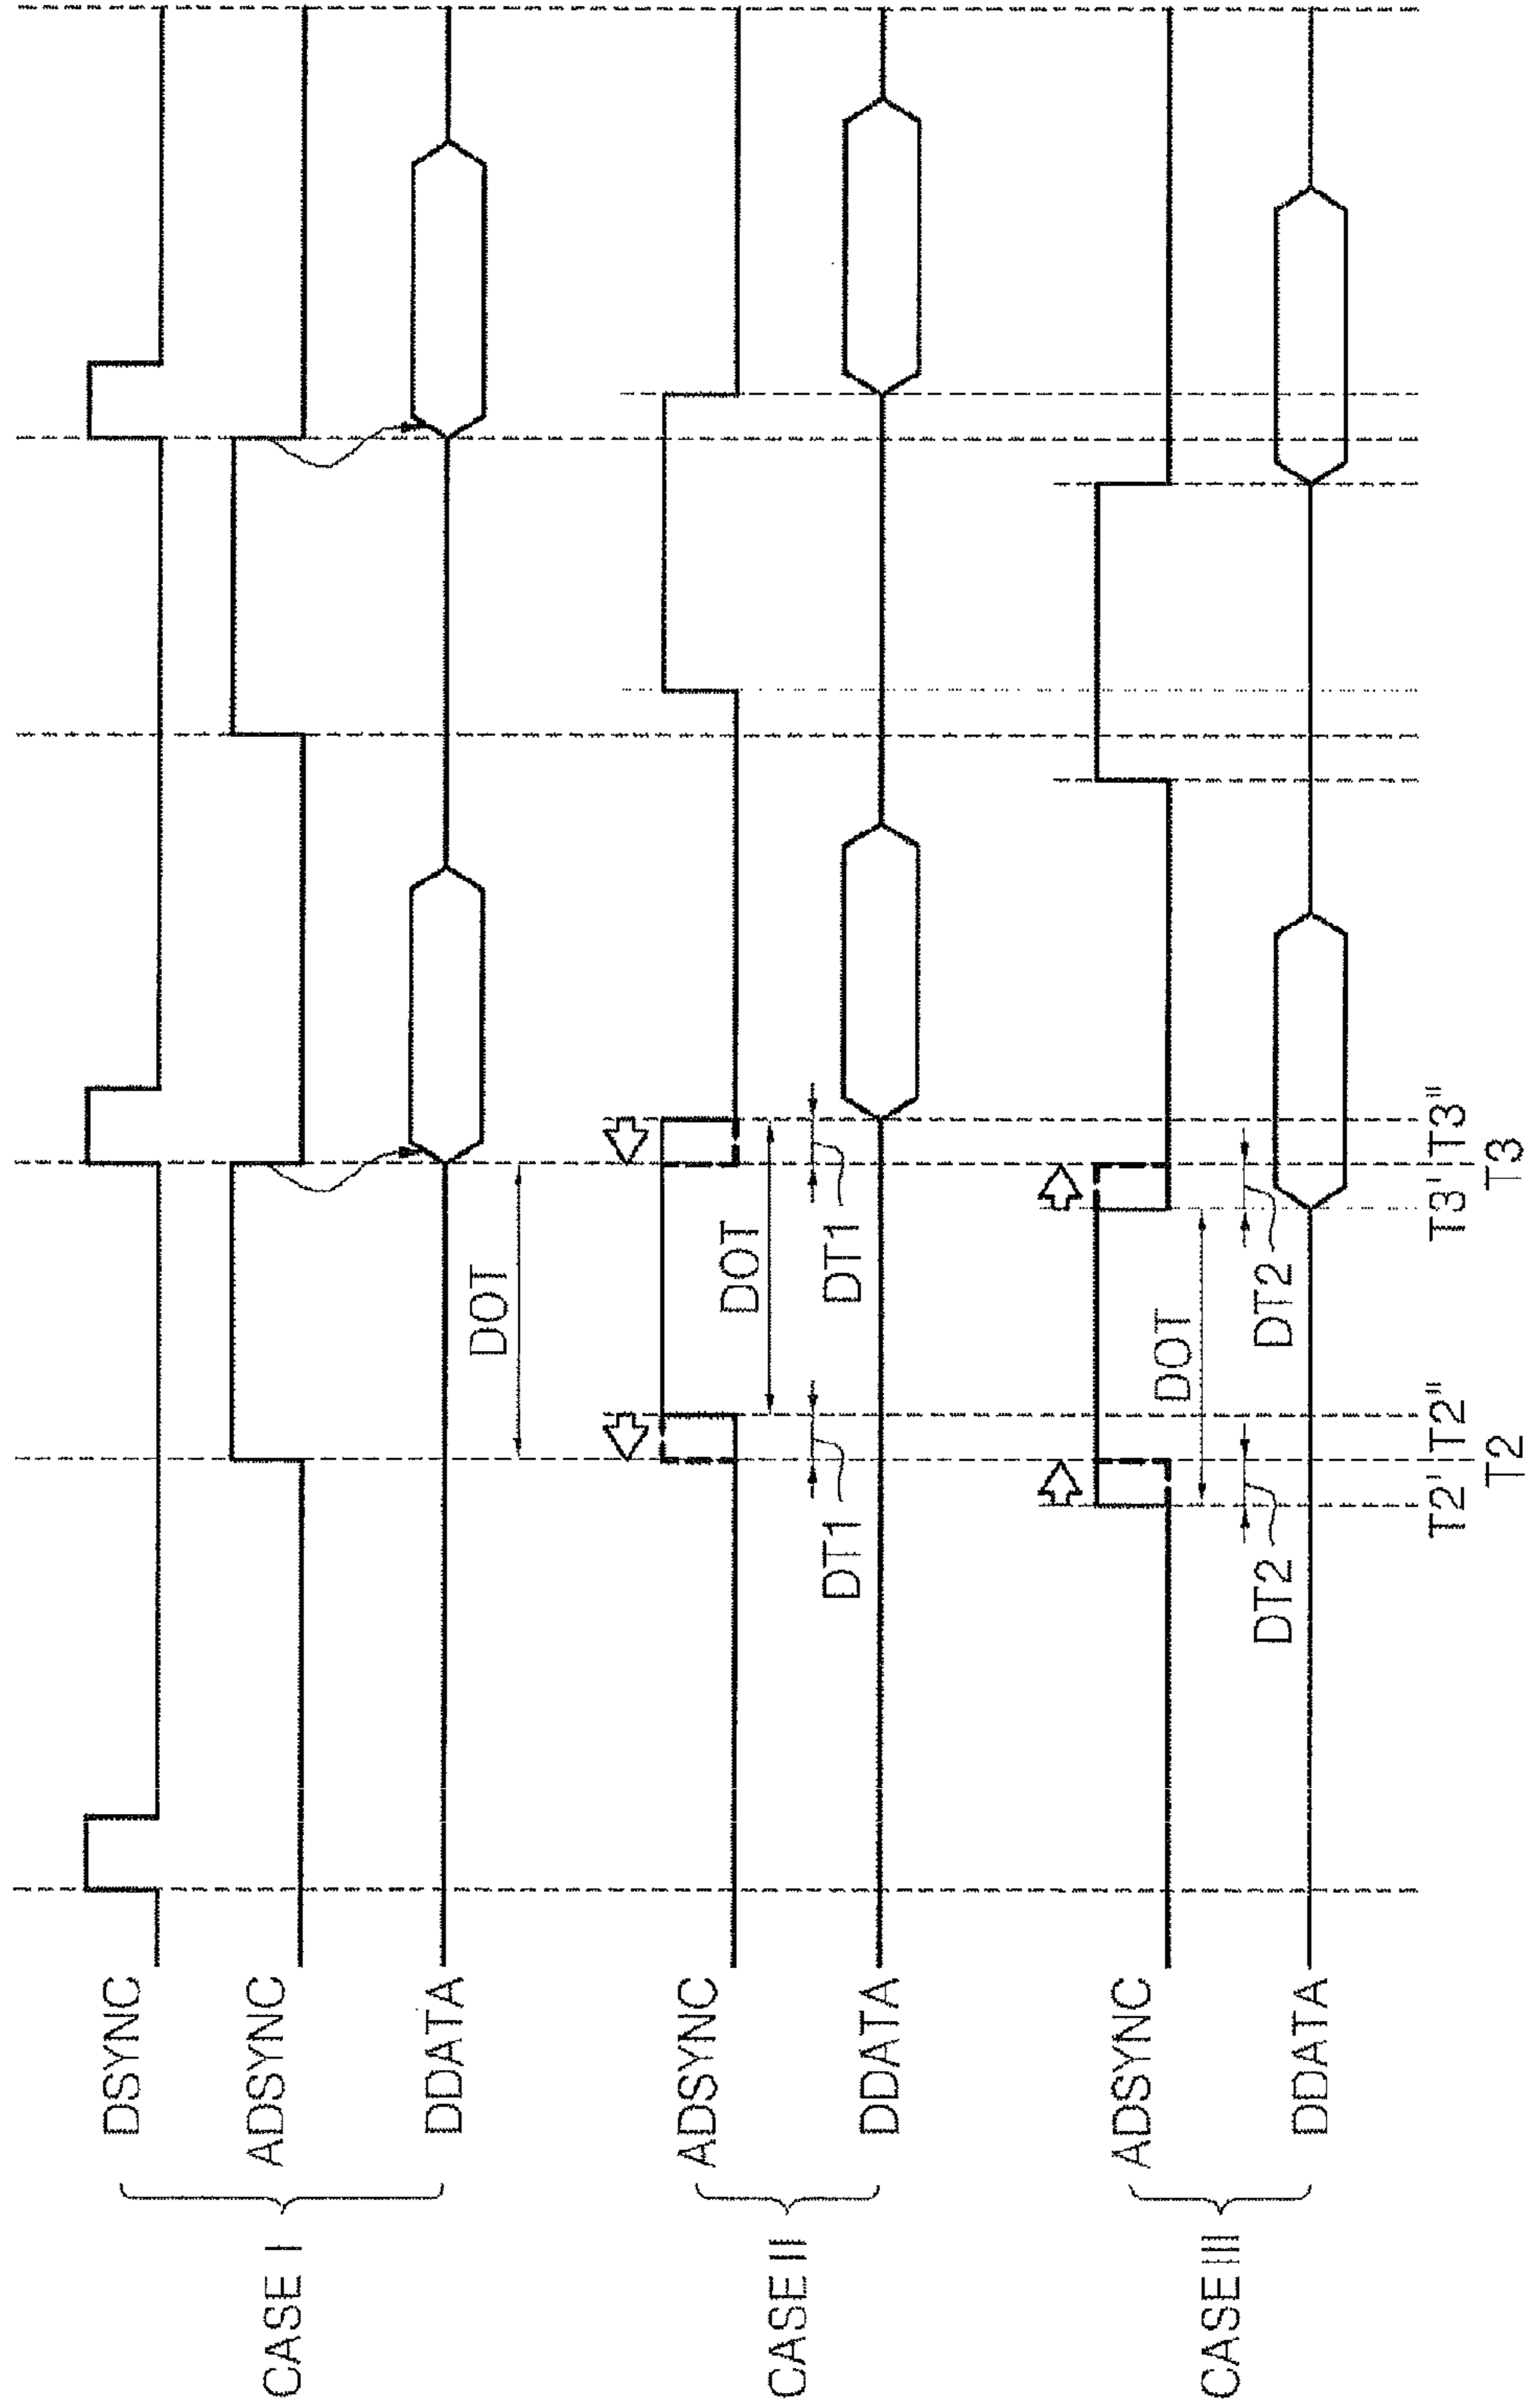 CASE I
DSYNC
ADSYNC
DDATA
DOT
CASE II
ADSYNC
DOT
DT1
DT1
DDATA
CASE III
ADSYNC
DOT
DT2
DT2
DDATA
T2' T2" T3' T3"
T2 T3